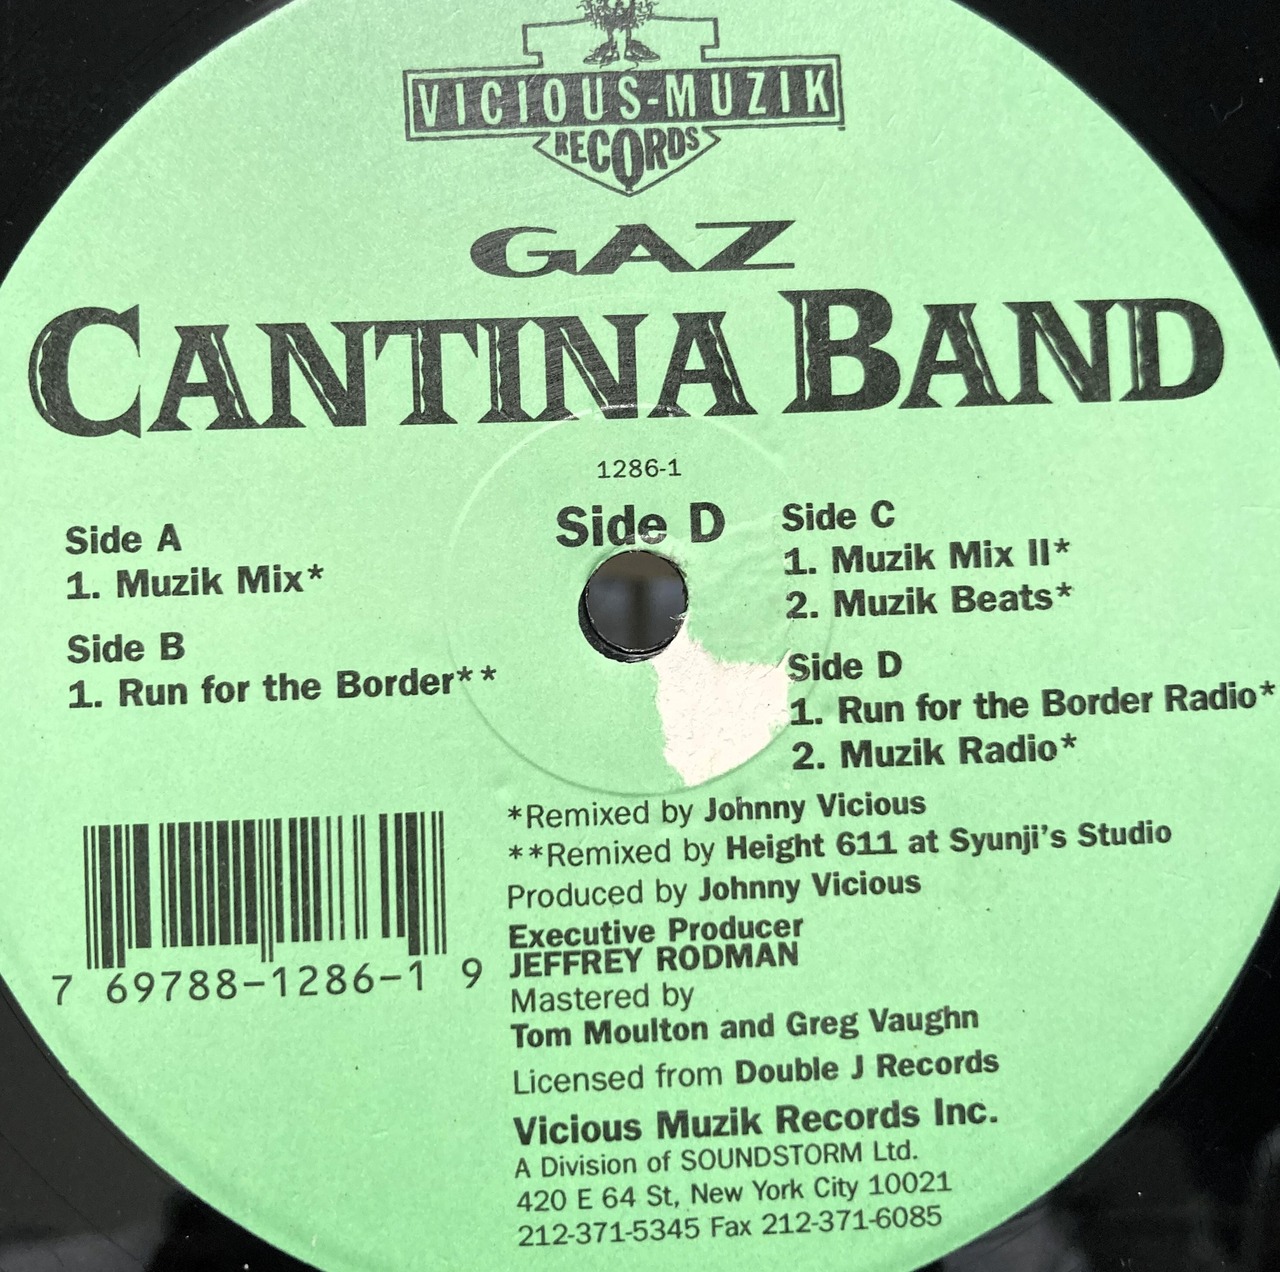 VICIOUS-MUZIK
RECORDS
GAZ
CANTINA BAND
1286-1
Side D
Side A
1. Muzik Mix*
Side B
1. Run for the Border**
Side C
1. Muzik Mix II*
2. Muzik Beats*
Side D
1. Run for the Border Radio*
2. Muzik Radio*
7 69788-1286-1 9
*Remixed by Johnny Vicious
**Remixed by Height 611 at Syunji's Studio
Produced by Johnny Vicious
Executive Producer
JEFFREY RODMAN
Mastered by
Tom Moulton and Greg Vaughn
Licensed from Double J Records
Vicious Muzik Records Inc.
A Division of SOUNDSTORM Ltd.
420 E 64 St, New York City 10021
212-371-5345 Fax 212-371-6085